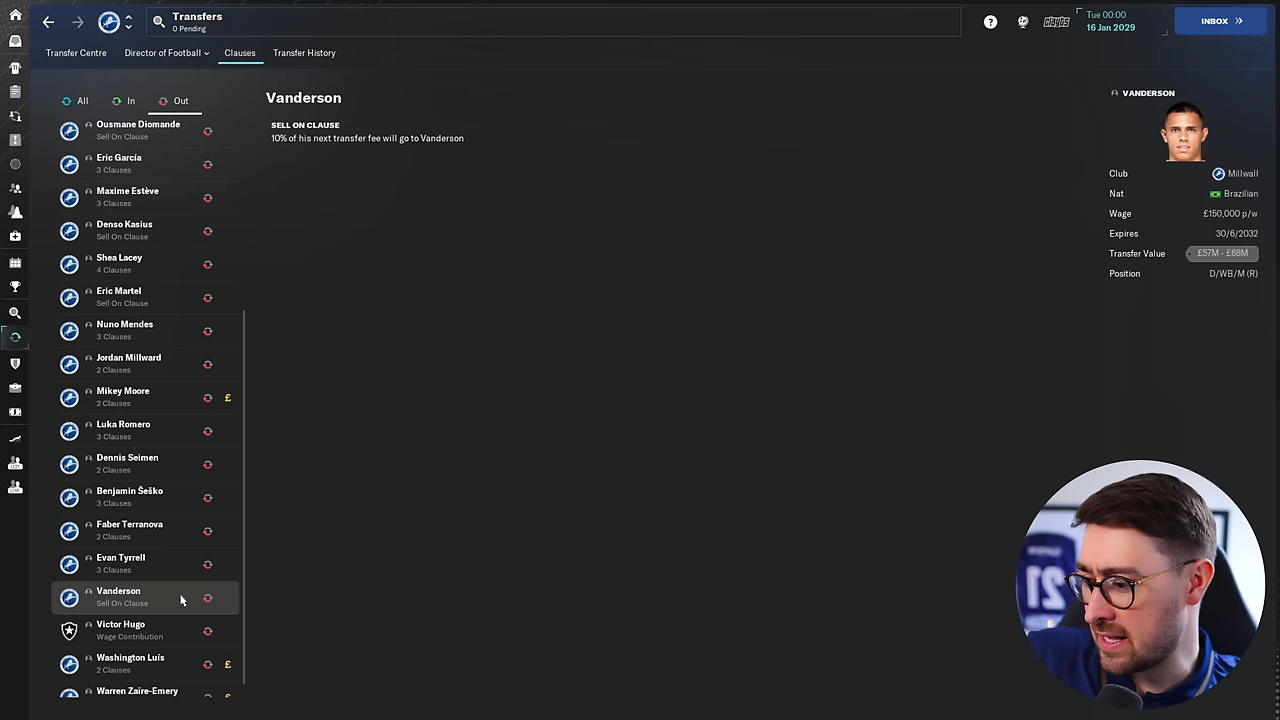 Transfers
0 Pending
clayts
Tue 00:00
16 Jan 2029
INBOX
Transfer Centre
Director of Football
Clauses
Transfer History
All
In
Out
Ousmane Diomande
Sell On Clause
Eric García
3 Clauses
Maxime Estève
3 Clauses
Denso Kasius
Sell On Clause
Shea Lacey
4 Clauses
Eric Martel
Sell On Clause
Nuno Mendes
3 Clauses
Jordan Millward
2 Clauses
Mikey Moore
2 Clauses
£
Luka Romero
3 Clauses
Dennis Seimen
2 Clauses
Benjamin Šeško
3 Clauses
Faber Terranova
2 Clauses
Evan Tyrrell
3 Clauses
Vanderson
Sell On Clause
Victor Hugo
Wage Contribution
Washington Luís
2 Clauses
£
Warren Zaïre-Emery
Vanderson
SELL ON CLAUSE
10% of his next transfer fee will go to Vanderson
VANDERSON
Club
Millwall
Nat
Brazilian
Wage
£150,000 p/w
Expires
30/6/2032
Transfer Value
£57M - £68M
Position
D/WB/M (R)
21